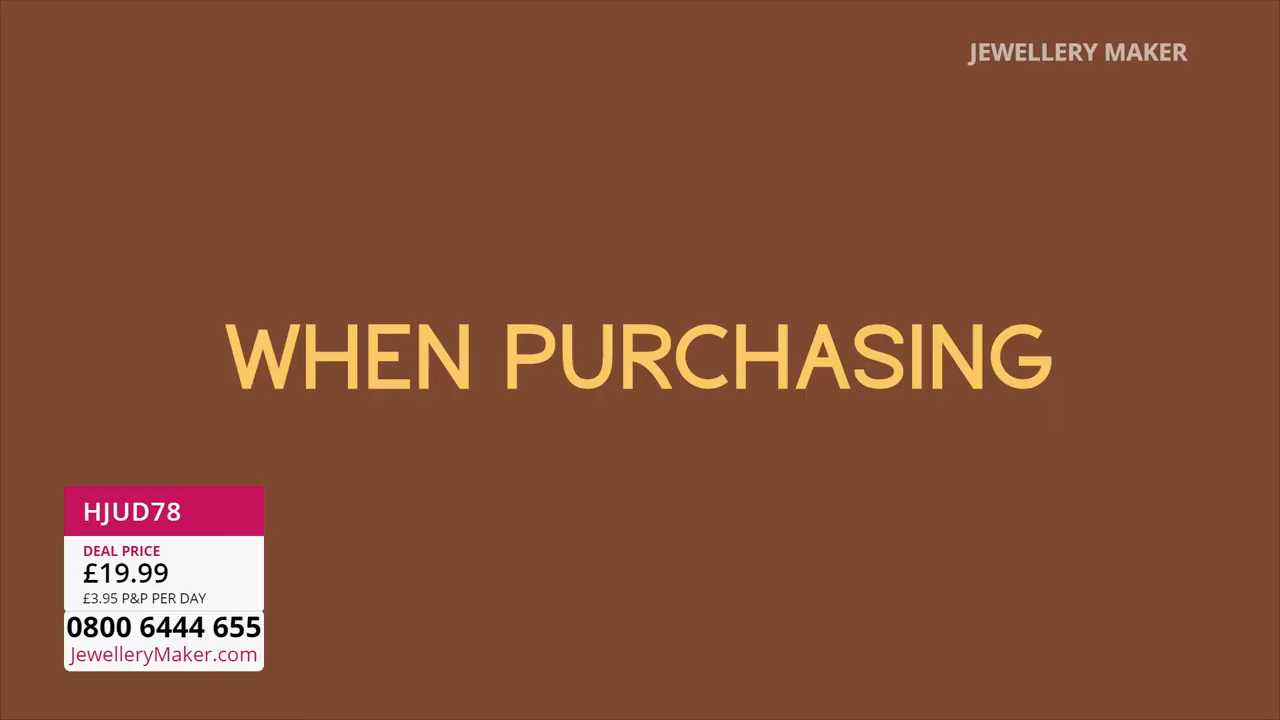 JEWELLERY MAKER
WHEN PURCHASING
HJUD78
DEAL PRICE
£19.99
£3.95 P&P PER DAY
0800 6444 655
JewelleryMaker.com